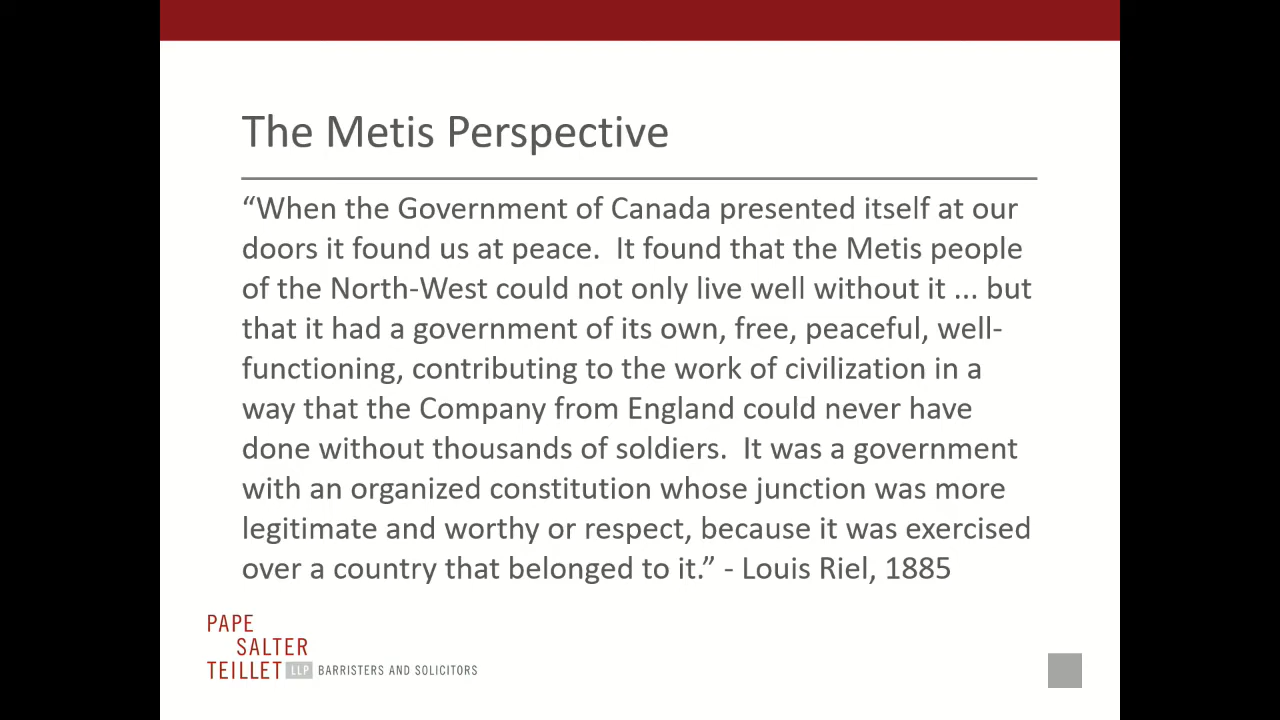 The Metis Perspective
“When the Government of Canada presented itself at our
doors it found us at peace.  It found that the Metis people
of the North-West could not only live well without it ... but
that it had a government of its own, free, peaceful, well-
functioning, contributing to the work of civilization in a
way that the Company from England could never have
done without thousands of soldiers.  It was a government
with an organized constitution whose junction was more
legitimate and worthy or respect, because it was exercised
over a country that belonged to it.” - Louis Riel, 1885
PAPE
SALTER
TEILLET LLP BARRISTERS AND SOLICITORS